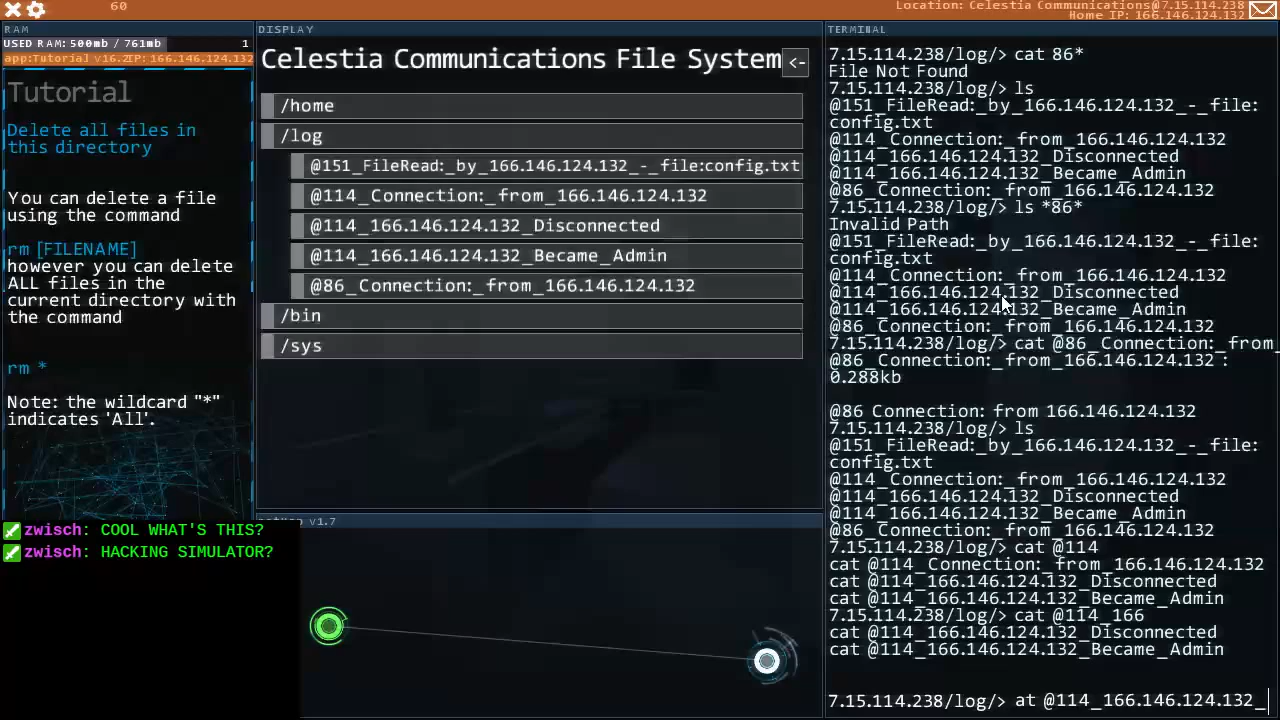 60
Location: Celestia Communications@7.15.114.238
Home IP: 166.146.124.132
RAM
USED RAM: 500mb / 761mb 1
app:Tutorial v16.2IP: 166.146.124.132
Tutorial
Delete all files in
this directory
You can delete a file
using the command
rm [FILENAME]
however you can delete
ALL files in the
current directory with
the command
rm *
Note: the wildcard "*"
indicates 'All'.
zwisch: COOL WHAT'S THIS?
zwisch: HACKING SIMULATOR?
DISPLAY
Celestia Communications File System
<-
/home
/log
@151_FileRead:_by_166.146.124.132_-_file:config.txt
@114_Connection:_from_166.146.124.132
@114_166.146.124.132_Disconnected
@114_166.146.124.132_Became_Admin
@86_Connection:_from_166.146.124.132
/bin
/sys
v1.7
TERMINAL
7.15.114.238/log/> cat 86*
File Not Found
7.15.114.238/log/> ls
@151_FileRead:_by_166.146.124.132_-_file:
config.txt
@114_Connection:_from_166.146.124.132
@114_166.146.124.132_Disconnected
@114_166.146.124.132_Became_Admin
@86_Connection:_from_166.146.124.132
7.15.114.238/log/> ls *86*
Invalid Path
@151_FileRead:_by_166.146.124.132_-_file:
config.txt
@114_Connection:_from_166.146.124.132
@114_166.146.124.132_Disconnected
@114_166.146.124.132_Became_Admin
@86_Connection:_from_166.146.124.132
7.15.114.238/log/> cat @86_Connection:_from_
@86_Connection:_from_166.146.124.132 :
0.288kb
@86 Connection: from 166.146.124.132
7.15.114.238/log/> ls
@151_FileRead:_by_166.146.124.132_-_file:
config.txt
@114_Connection:_from_166.146.124.132
@114_166.146.124.132_Disconnected
@114_166.146.124.132_Became_Admin
@86_Connection:_from_166.146.124.132
7.15.114.238/log/> cat @114
cat @114_Connection:_from_166.146.124.132
cat @114_166.146.124.132_Disconnected
cat @114_166.146.124.132_Became_Admin
7.15.114.238/log/> cat @114_166
cat @114_166.146.124.132_Disconnected
cat @114_166.146.124.132_Became_Admin
7.15.114.238/log/> at @114_166.146.124.132_